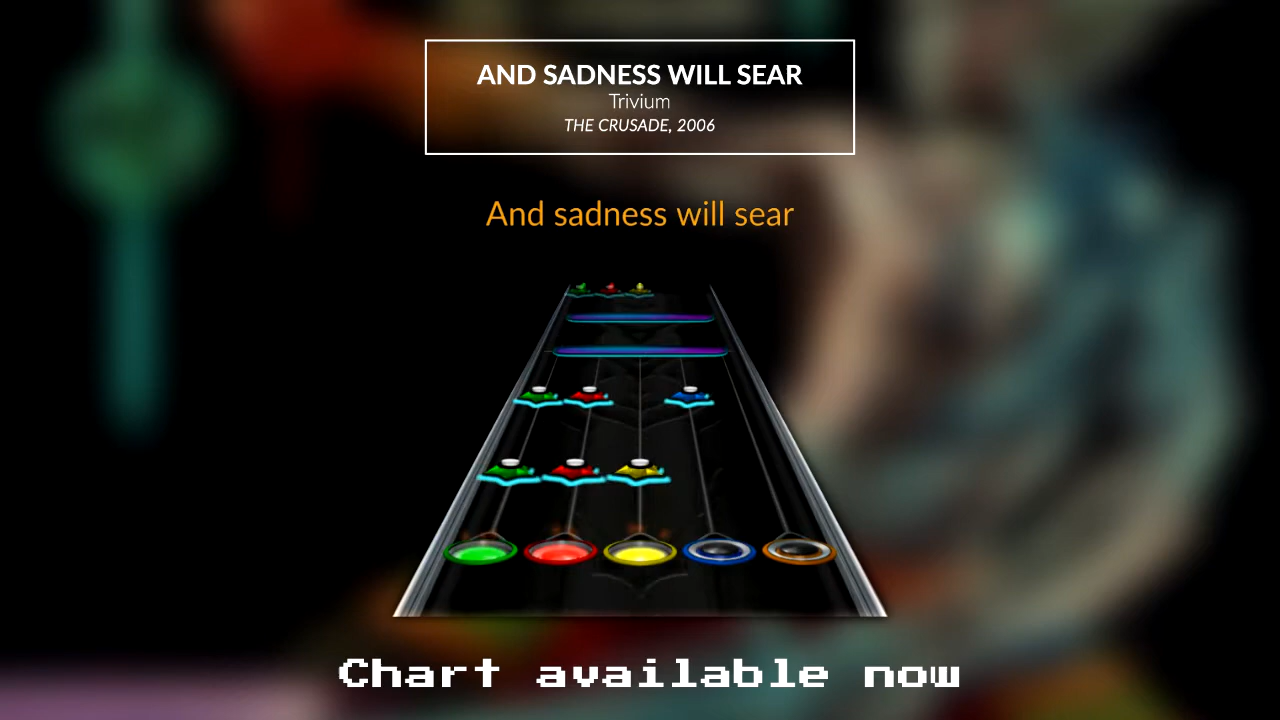 AND SADNESS WILL SEAR
Trivium
THE CRUSADE, 2006
And sadness will sear
Chart available now